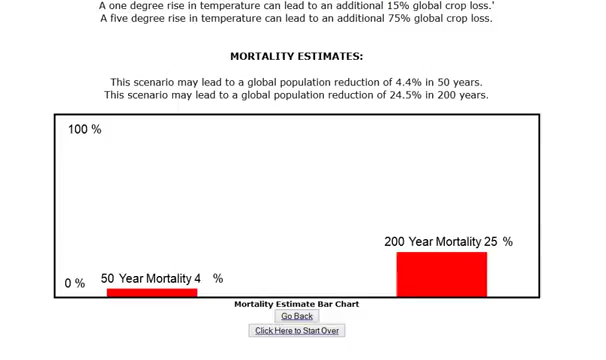 A one degree rise in temperature can lead to an additional 15% global crop loss.'
A five degree rise in temperature can lead to an additional 75% global crop loss.
MORTALITY ESTIMATES:
This scenario may lead to a global population reduction of 4.4% in 50 years.
This scenario may lead to a global population reduction of 24.5% in 200 years.
100 %
200 Year Mortality 25 %
0 %
50 Year Mortality 4 %
Mortality Estimate Bar Chart
Go Back
Click Here to Start Over